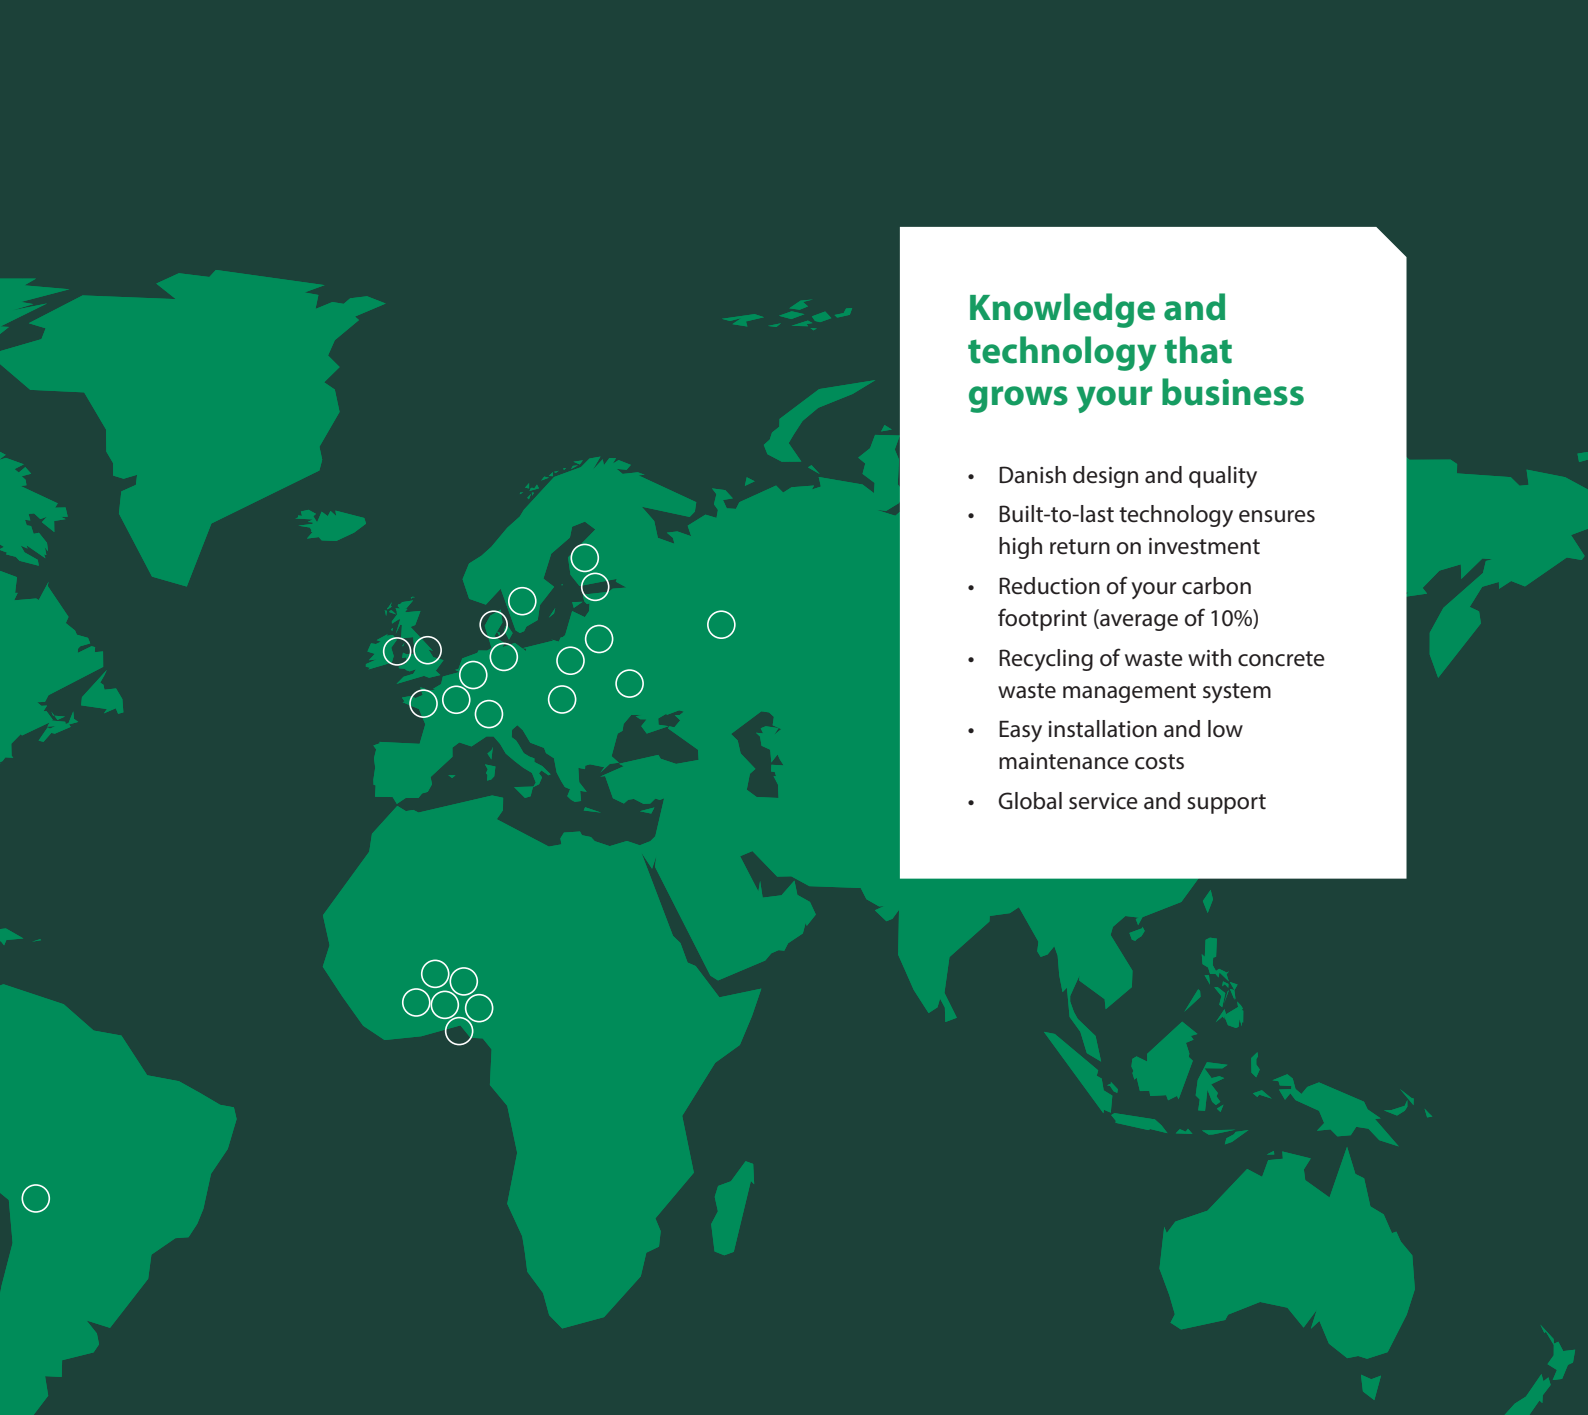 Knowledge and
technology that
grows your business
• Danish design and quality
• Built-to-last technology ensures
high return on investment
• Reduction of your carbon
footprint (average of 10%)
• Recycling of waste with concrete
waste management system
• Easy installation and low
maintenance costs
• Global service and support